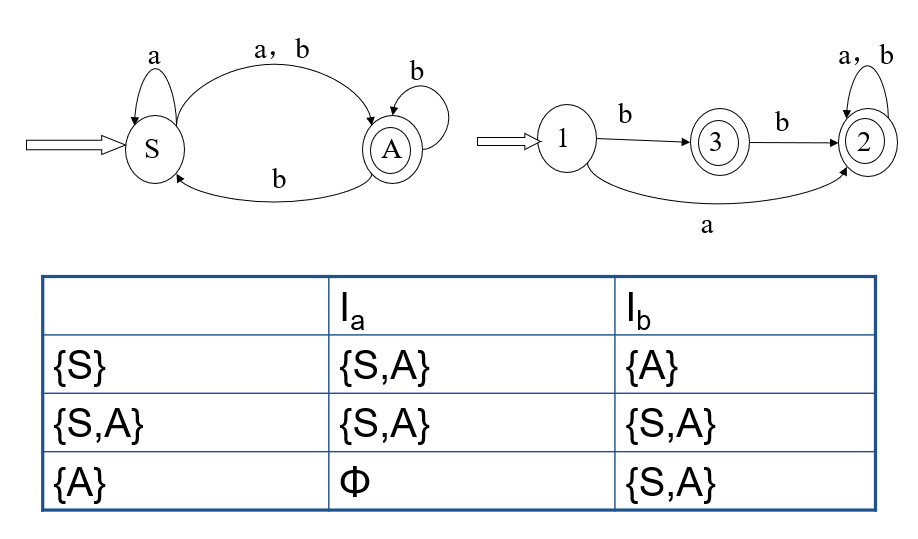 a
a, b
b
S
A
b
a, b
b
b
1
3
2
a
I_a I_b
{S} {S,A} {A}
{S,A} {S,A} {S,A}
{A} Φ {S,A}